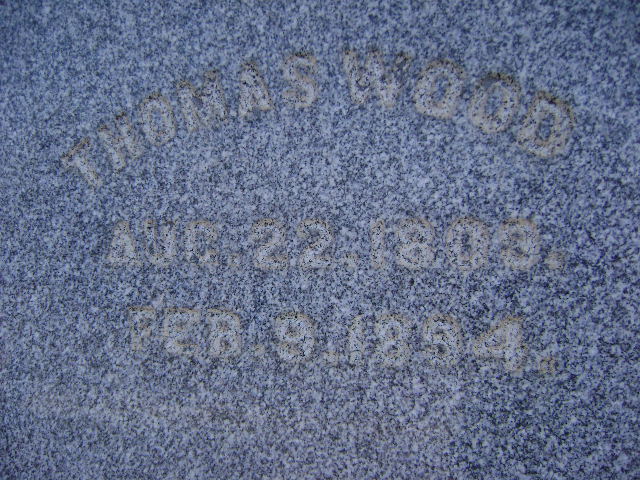 THOMAS WOOD
AUG. 22. 1803.
FEB. 9. 1894.